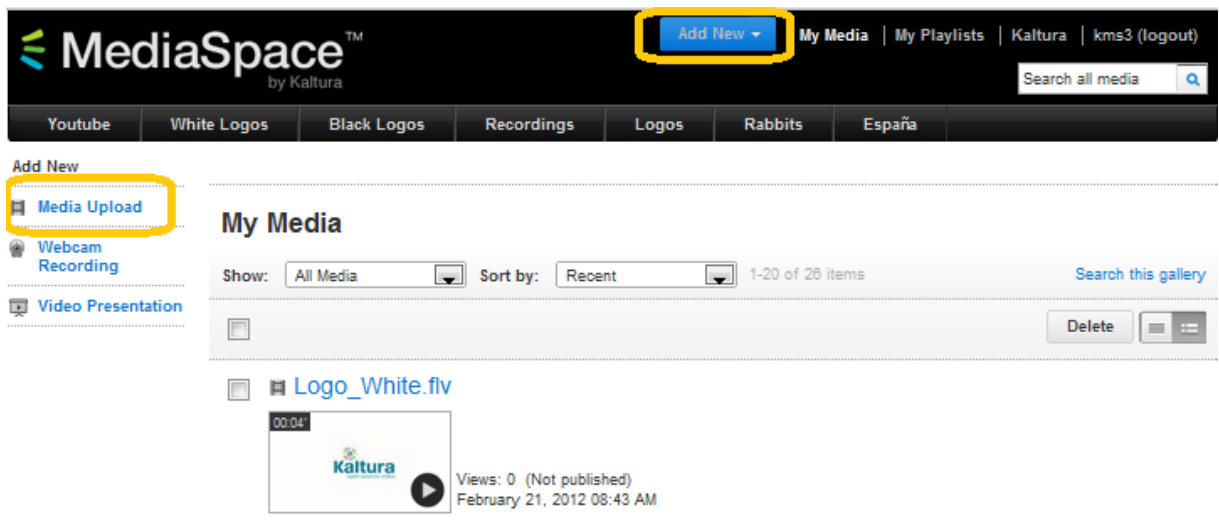 MediaSpace™
by Kaltura
Add New
My Media | My Playlists | Kaltura | kms3 (logout)
Search all media
Youtube White Logos Black Logos Recordings Logos Rabbits España
Add New
Media Upload
Webcam
Recording
Video Presentation
My Media
Show: All Media Sort by: Recent 1-20 of 26 items Search this gallery
Delete
Logo_White.flv
00:04"
Kaltura
Views: 0 (Not published)
February 21, 2012 08:43 AM